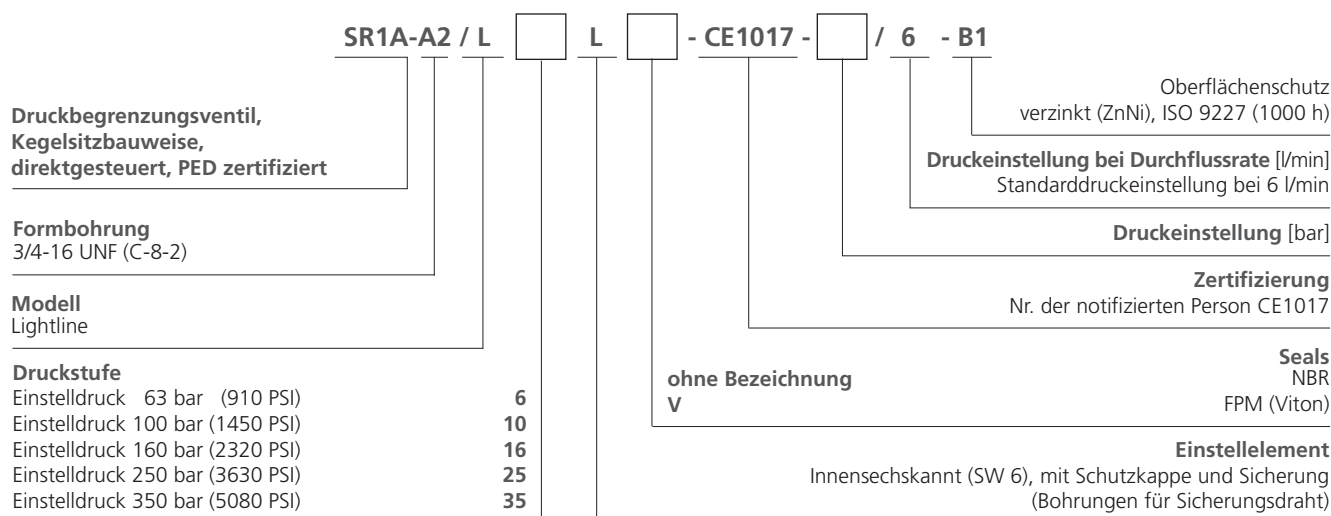 SR1A-A2 / L L - CE1017 - / 6 - B1
Druckbegrenzungsventil,
Kegelsitzbauweise,
direktgesteuert, PED zertifiziert
Formbohrung
3/4-16 UNF (C-8-2)
Modell
Lightline
Druckstufe
Einstelldruck 63 bar (910 PSI) 6
Einstelldruck 100 bar (1450 PSI) 10
Einstelldruck 160 bar (2320 PSI) 16
Einstelldruck 250 bar (3630 PSI) 25
Einstelldruck 350 bar (5080 PSI) 35
Oberflächenschutz
verzinkt (ZnNi), ISO 9227 (1000 h)
Druckeinstellung bei Durchflussrate [l/min]
Standarddruckeinstellung bei 6 l/min
Druckeinstellung [bar]
Zertifizierung
Nr. der notifizierten Person CE1017
Seals
ohne Bezeichnung NBR
V FPM (Viton)
Einstellelement
Innensechskannt (SW 6), mit Schutzkappe und Sicherung
(Bohrungen für Sicherungsdraht)